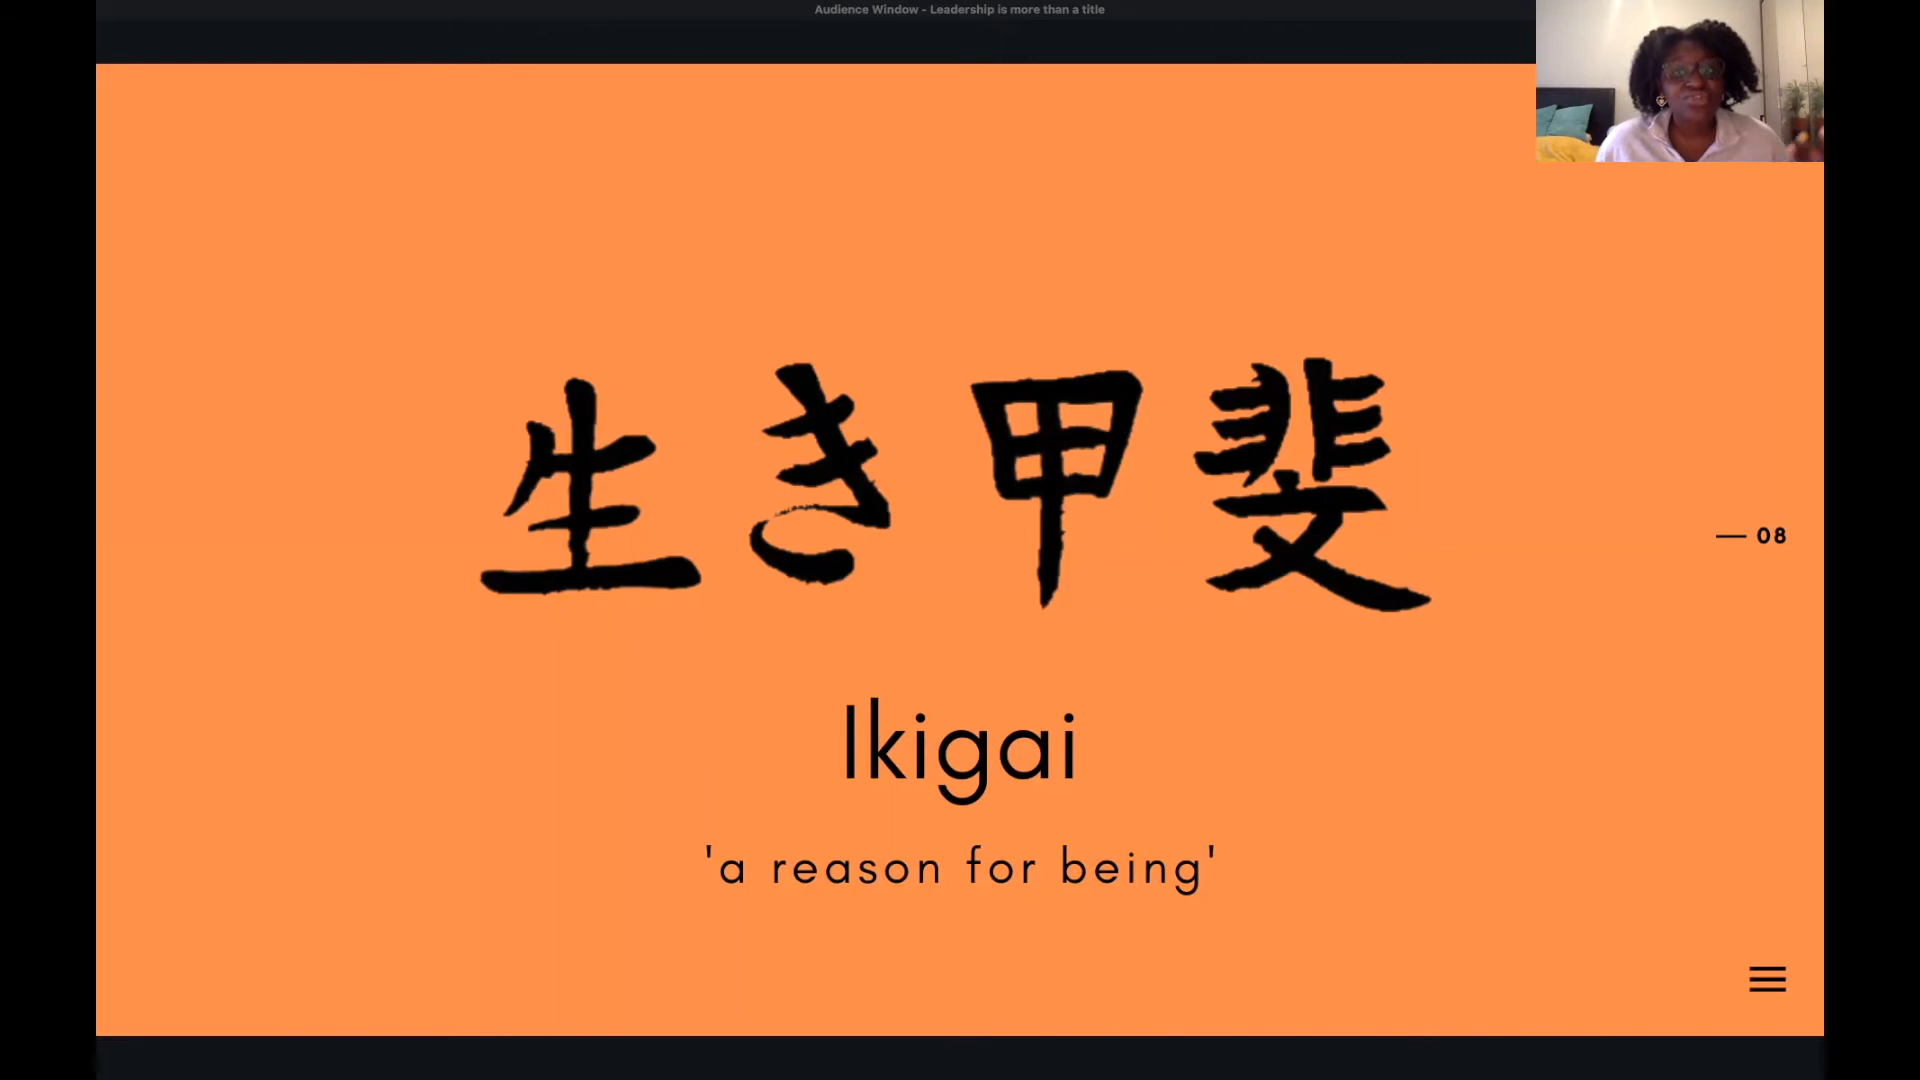 Audience Window - Leadership is more than a title
生き甲斐
— 08
Ikigai
'a reason for being'